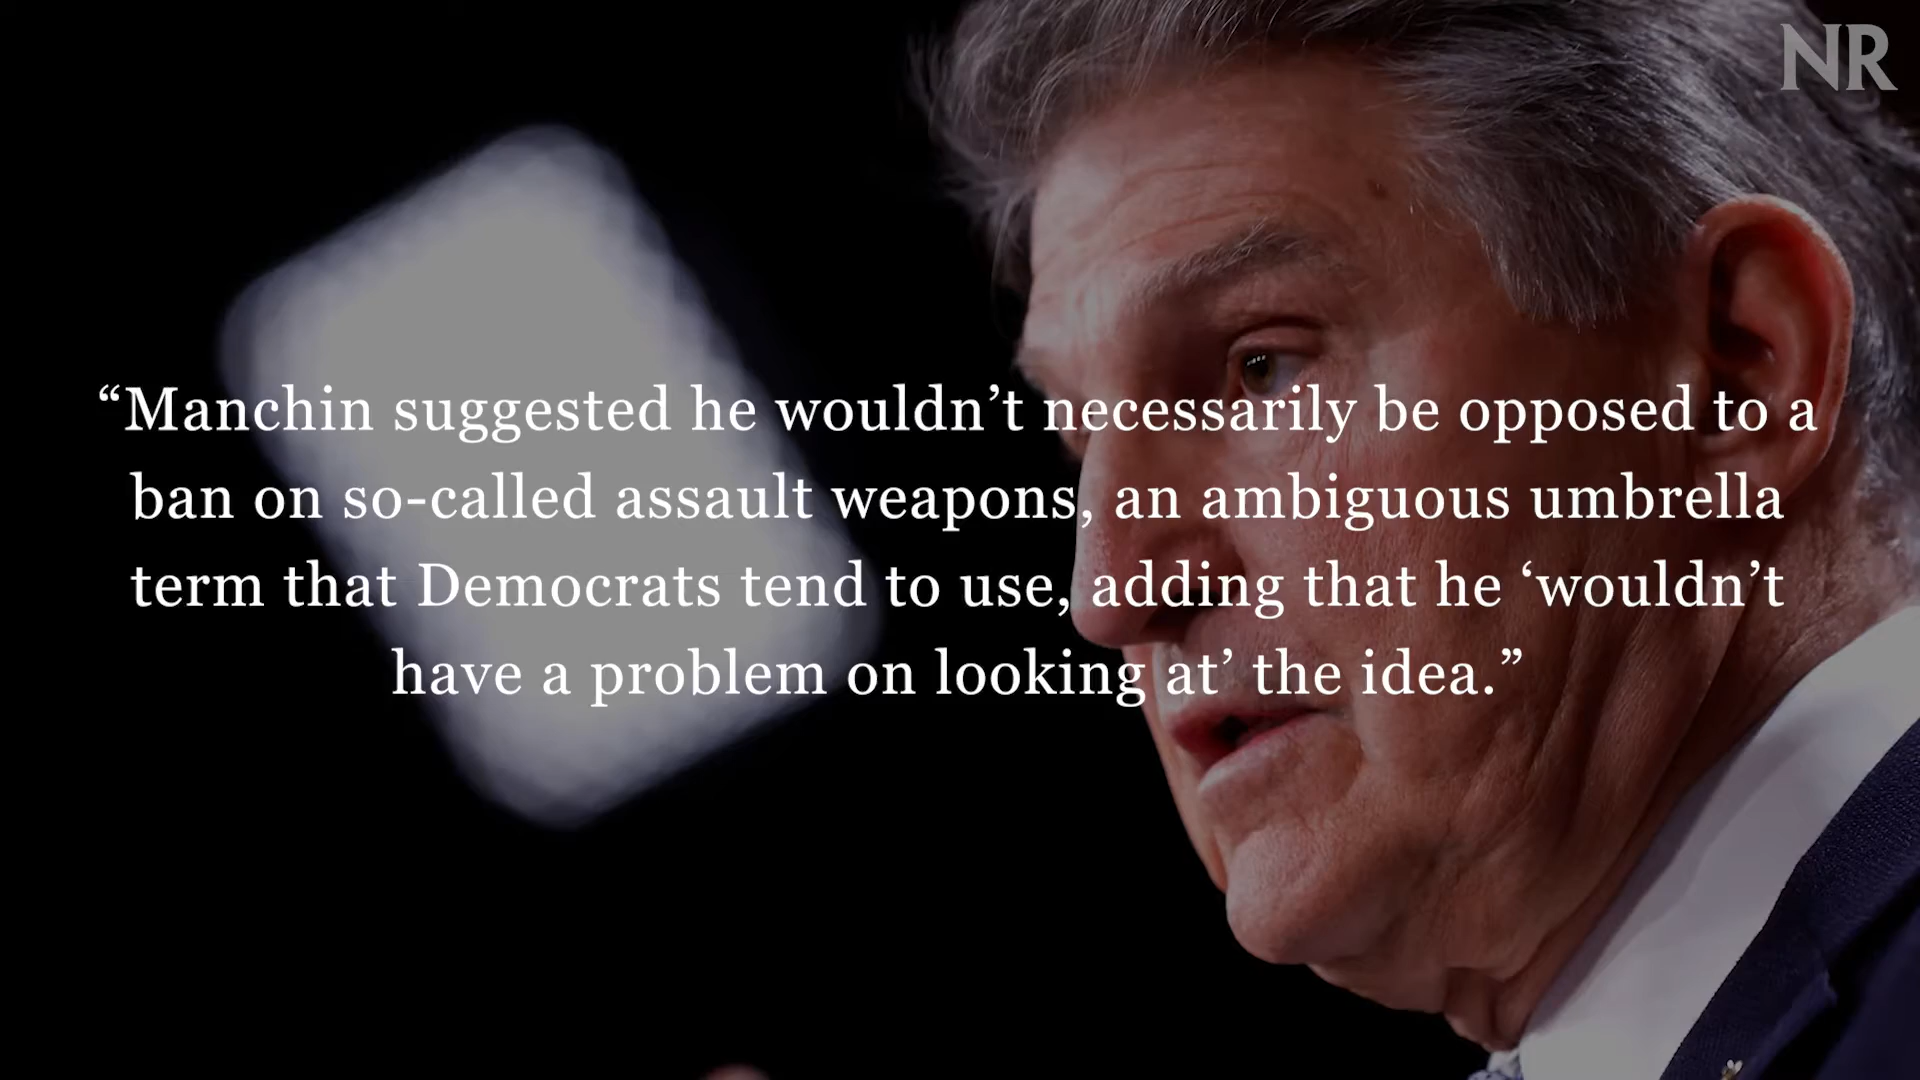 NR
“Manchin suggested he wouldn’t necessarily be opposed to a
ban on so-called assault weapons, an ambiguous umbrella
term that Democrats tend to use, adding that he ‘wouldn’t
have a problem on looking at’ the idea.”